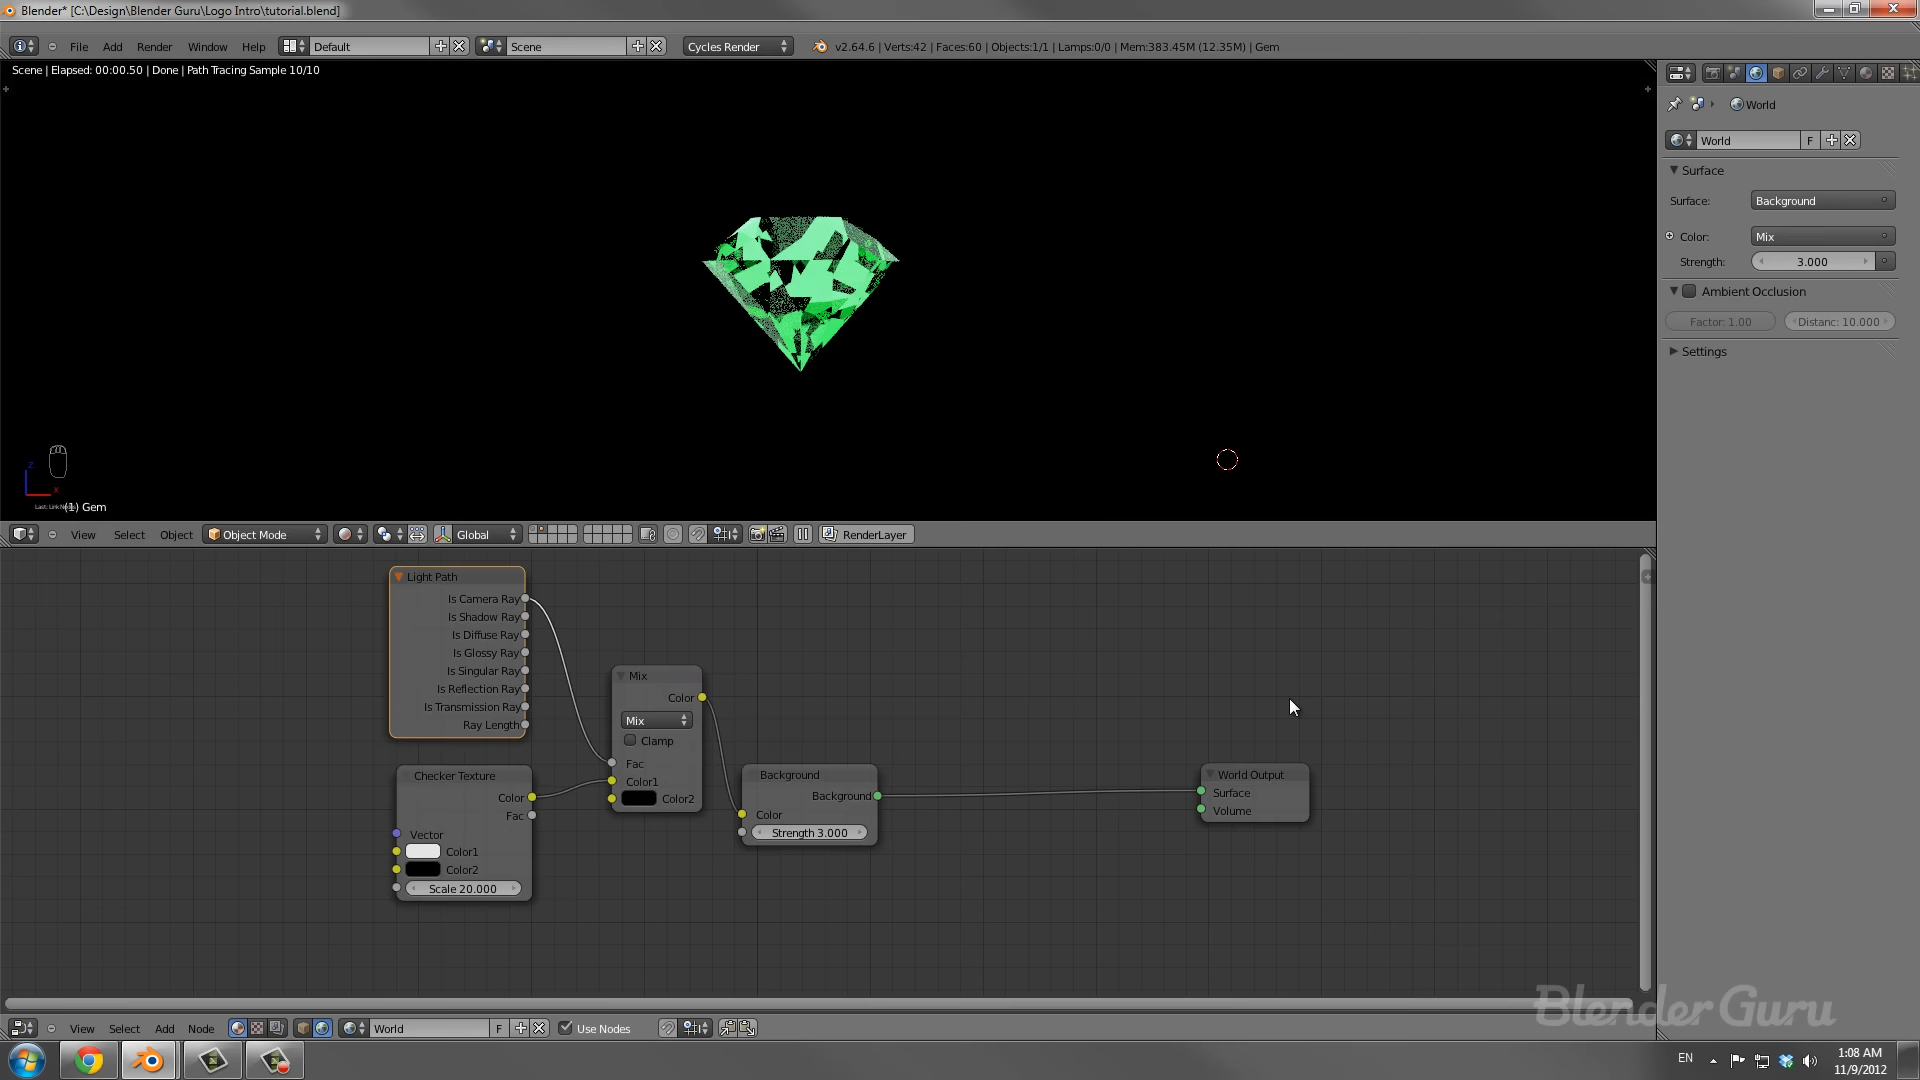 Blender* [C:\Design\Blender Guru\Logo Intro\tutorial.blend]
File Add Render Window Help Default Scene Cycles Render v2.64.6 | Verts:42 | Faces:60 | Objects:1/1 | Lamps:0/0 | Mem:383.45M (12.35M) | Gem
Scene | Elapsed: 00:00.50 | Done | Path Tracing Sample 10/10
World
World F
Surface
Surface: Background
Color: Mix
Strength: 3.000
Ambient Occlusion
Factor: 1.00 Distanc: 10.000
Settings
z
x
(1) Gem
View Select Object Object Mode Global RenderLayer
Light Path
Is Camera Ray
Is Shadow Ray
Is Diffuse Ray
Is Glossy Ray
Is Singular Ray
Is Reflection Ray
Is Transmission Ray
Ray Length
Mix
Color
Mix
Clamp
Fac
Color1
Color2
Checker Texture
Color
Fac
Vector
Color1
Color2
Scale 20.000
Background
Background
Color
Strength 3.000
World Output
Surface
Volume
BlenderGuru
View Select Add Node World F Use Nodes
EN
1:08 AM
11/9/2012